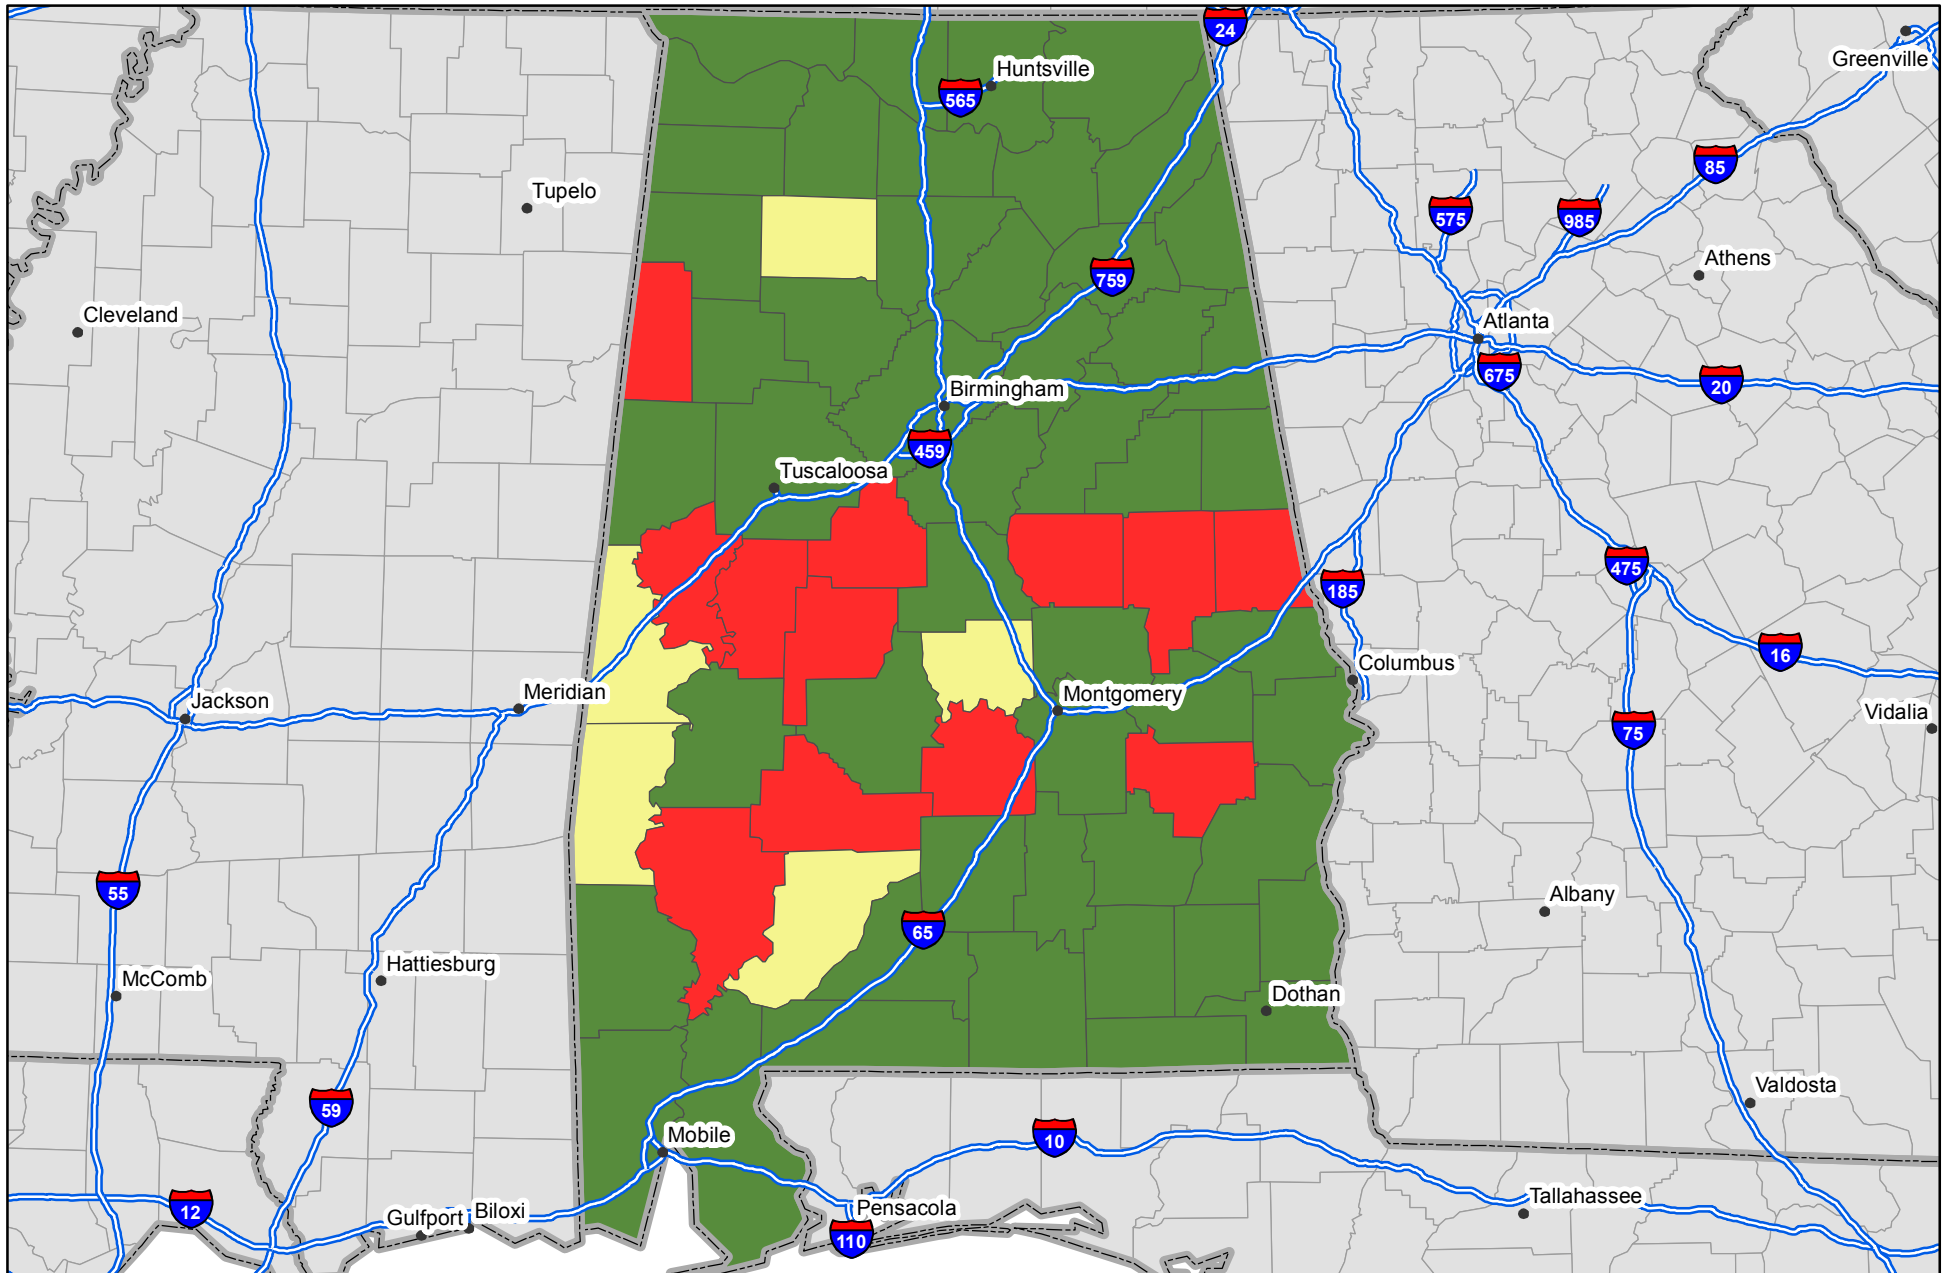 24
Greenville
Huntsville
565
85
Tupelo
575
985
Athens
759
Cleveland
Atlanta
675
20
Birmingham
459
Tuscaloosa
475
185
16
Columbus
Meridian
Montgomery
Jackson
Vidalia
75
55
Albany
65
Hattiesburg
McComb
Dothan
Valdosta
59
Mobile
10
Tallahassee
12
Biloxi
Pensacola
Gulfport
110